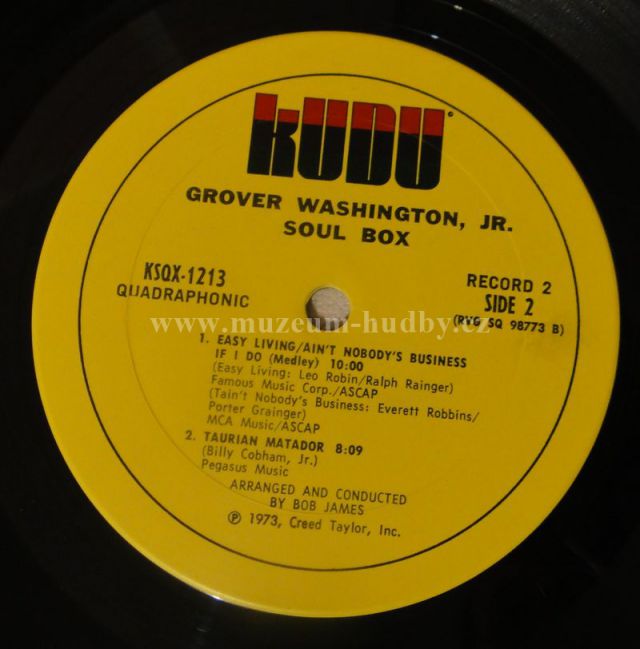 KUDU
GROVER WASHINGTON, JR.
SOUL BOX
KSQX-1213
QUADRAPHONIC
RECORD 2
SIDE 2
(RVG SQ 98773 B)
www.muzeum-hudby.cz
1. EASY LIVING/AIN'T NOBODY'S BUSINESS
IF I DO (Medley) 10:00
(Easy Living: Leo Robin/Ralph Rainger)
Famous Music Corp./ASCAP
(Tain't Nobody's Business: Everett Robbins/
Porter Grainger)
MCA Music/ASCAP
2. TAURIAN MATADOR 8:09
(Billy Cobham, Jr.)
Pegasus Music
ARRANGED AND CONDUCTED
BY BOB JAMES
℗ 1973, Creed Taylor, Inc.